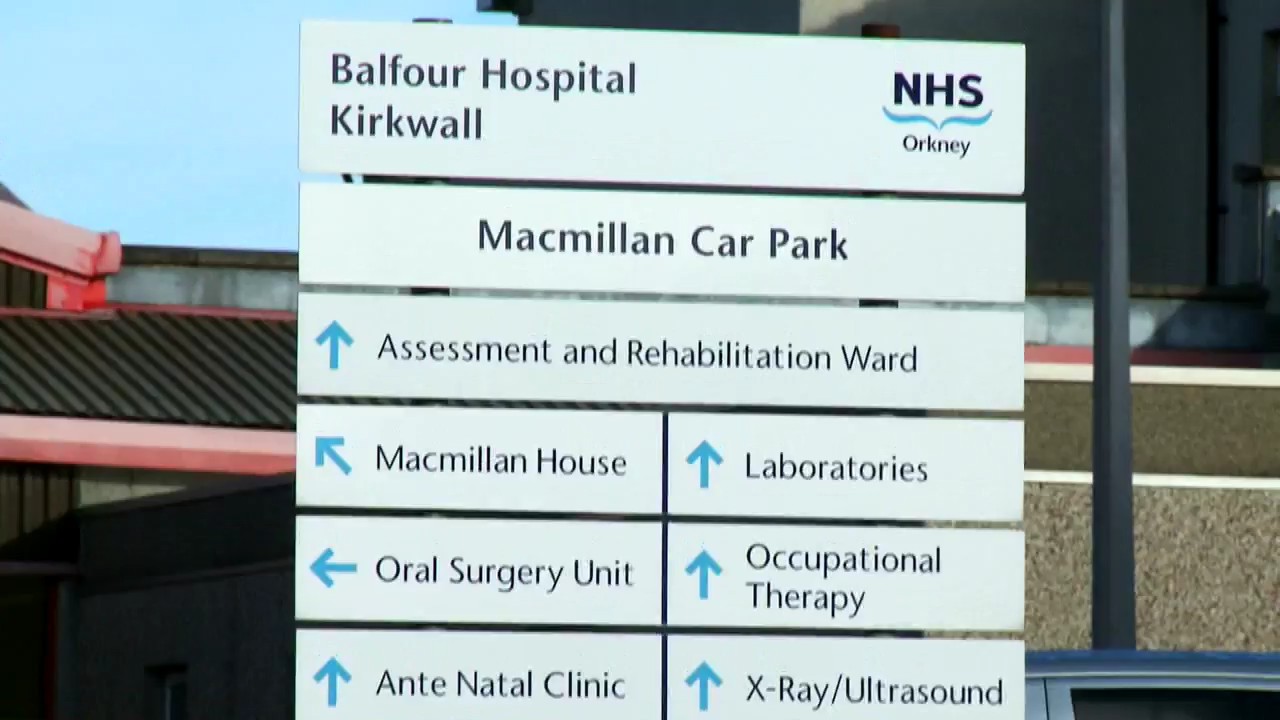 Balfour Hospital
Kirkwall
NHS
Orkney
Macmillan Car Park
Assessment and Rehabilitation Ward
Macmillan House
Laboratories
Oral Surgery Unit
Occupational
Therapy
Ante Natal Clinic
X-Ray/Ultrasound